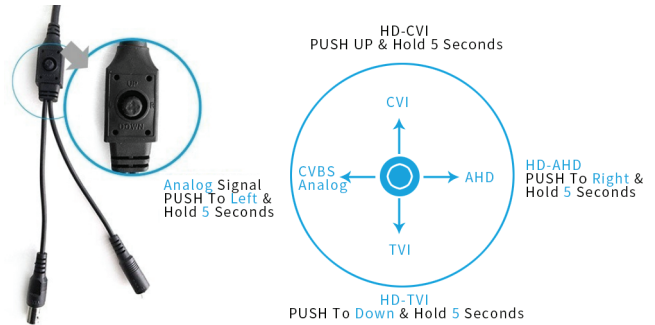 HD-CVI
PUSH UP & Hold 5 Seconds
UP
DOWN
CVI
CVBS
Analog
AHD
TVI
Analog Signal
PUSH To Left &
Hold 5 Seconds
HD-AHD
PUSH To Right &
Hold 5 Seconds
HD-TVI
PUSH To Down & Hold 5 Seconds